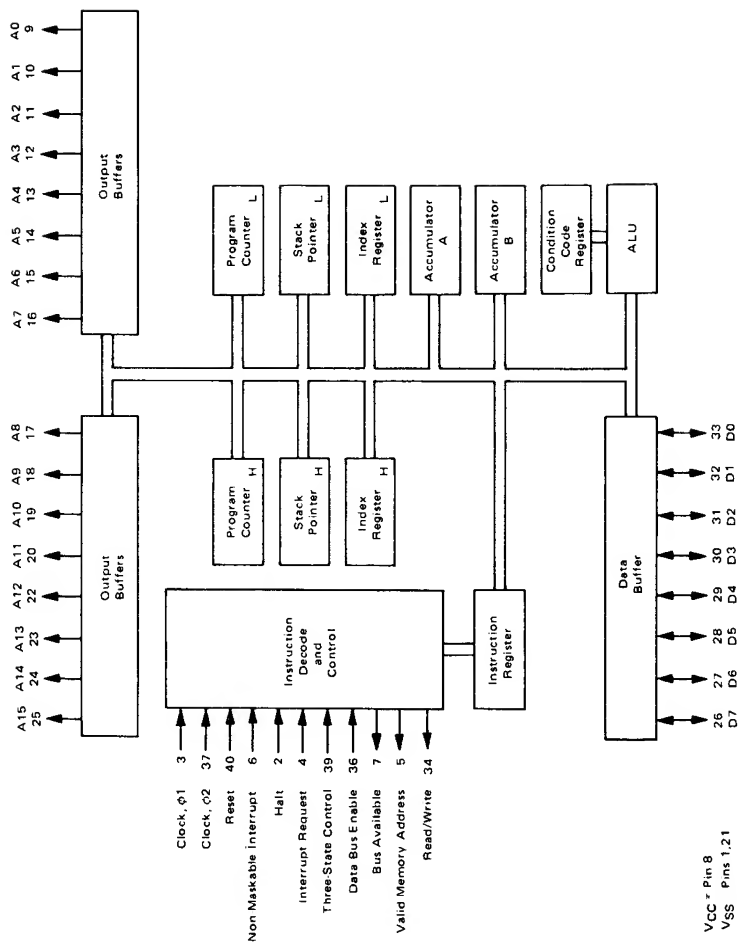 A15 A14 A13 A12 A11 A10 A9 A8 A7 A6 A5 A4 A3 A2 A1 A0
25 24 23 22 20 19 18 17 16 15 14 13 12 11 10 9
Output
Buffers
Output
Buffers
Clock, ϕ1 3
Clock, ϕ2 37
Reset 40
Non Maskable Interrupt 6
Halt 2
Interrupt Request 4
Three-State Control 39
Data Bus Enable 36
Bus Available 7
Valid Memory Address 5
Read/Write 34
Instruction
Decode
and
Control
Program
Counter H
Program
Counter L
Stack
Pointer H
Stack
Pointer L
Index
Register H
Index
Register L
Accumulator
A
Instruction
Register
Accumulator
B
Condition
Code
Register
ALU
Data
Buffer
26 27 28 29 30 31 32 33
D7 D6 D5 D4 D3 D2 D1 D0
VCC = Pin 8
VSS Pins 1,21